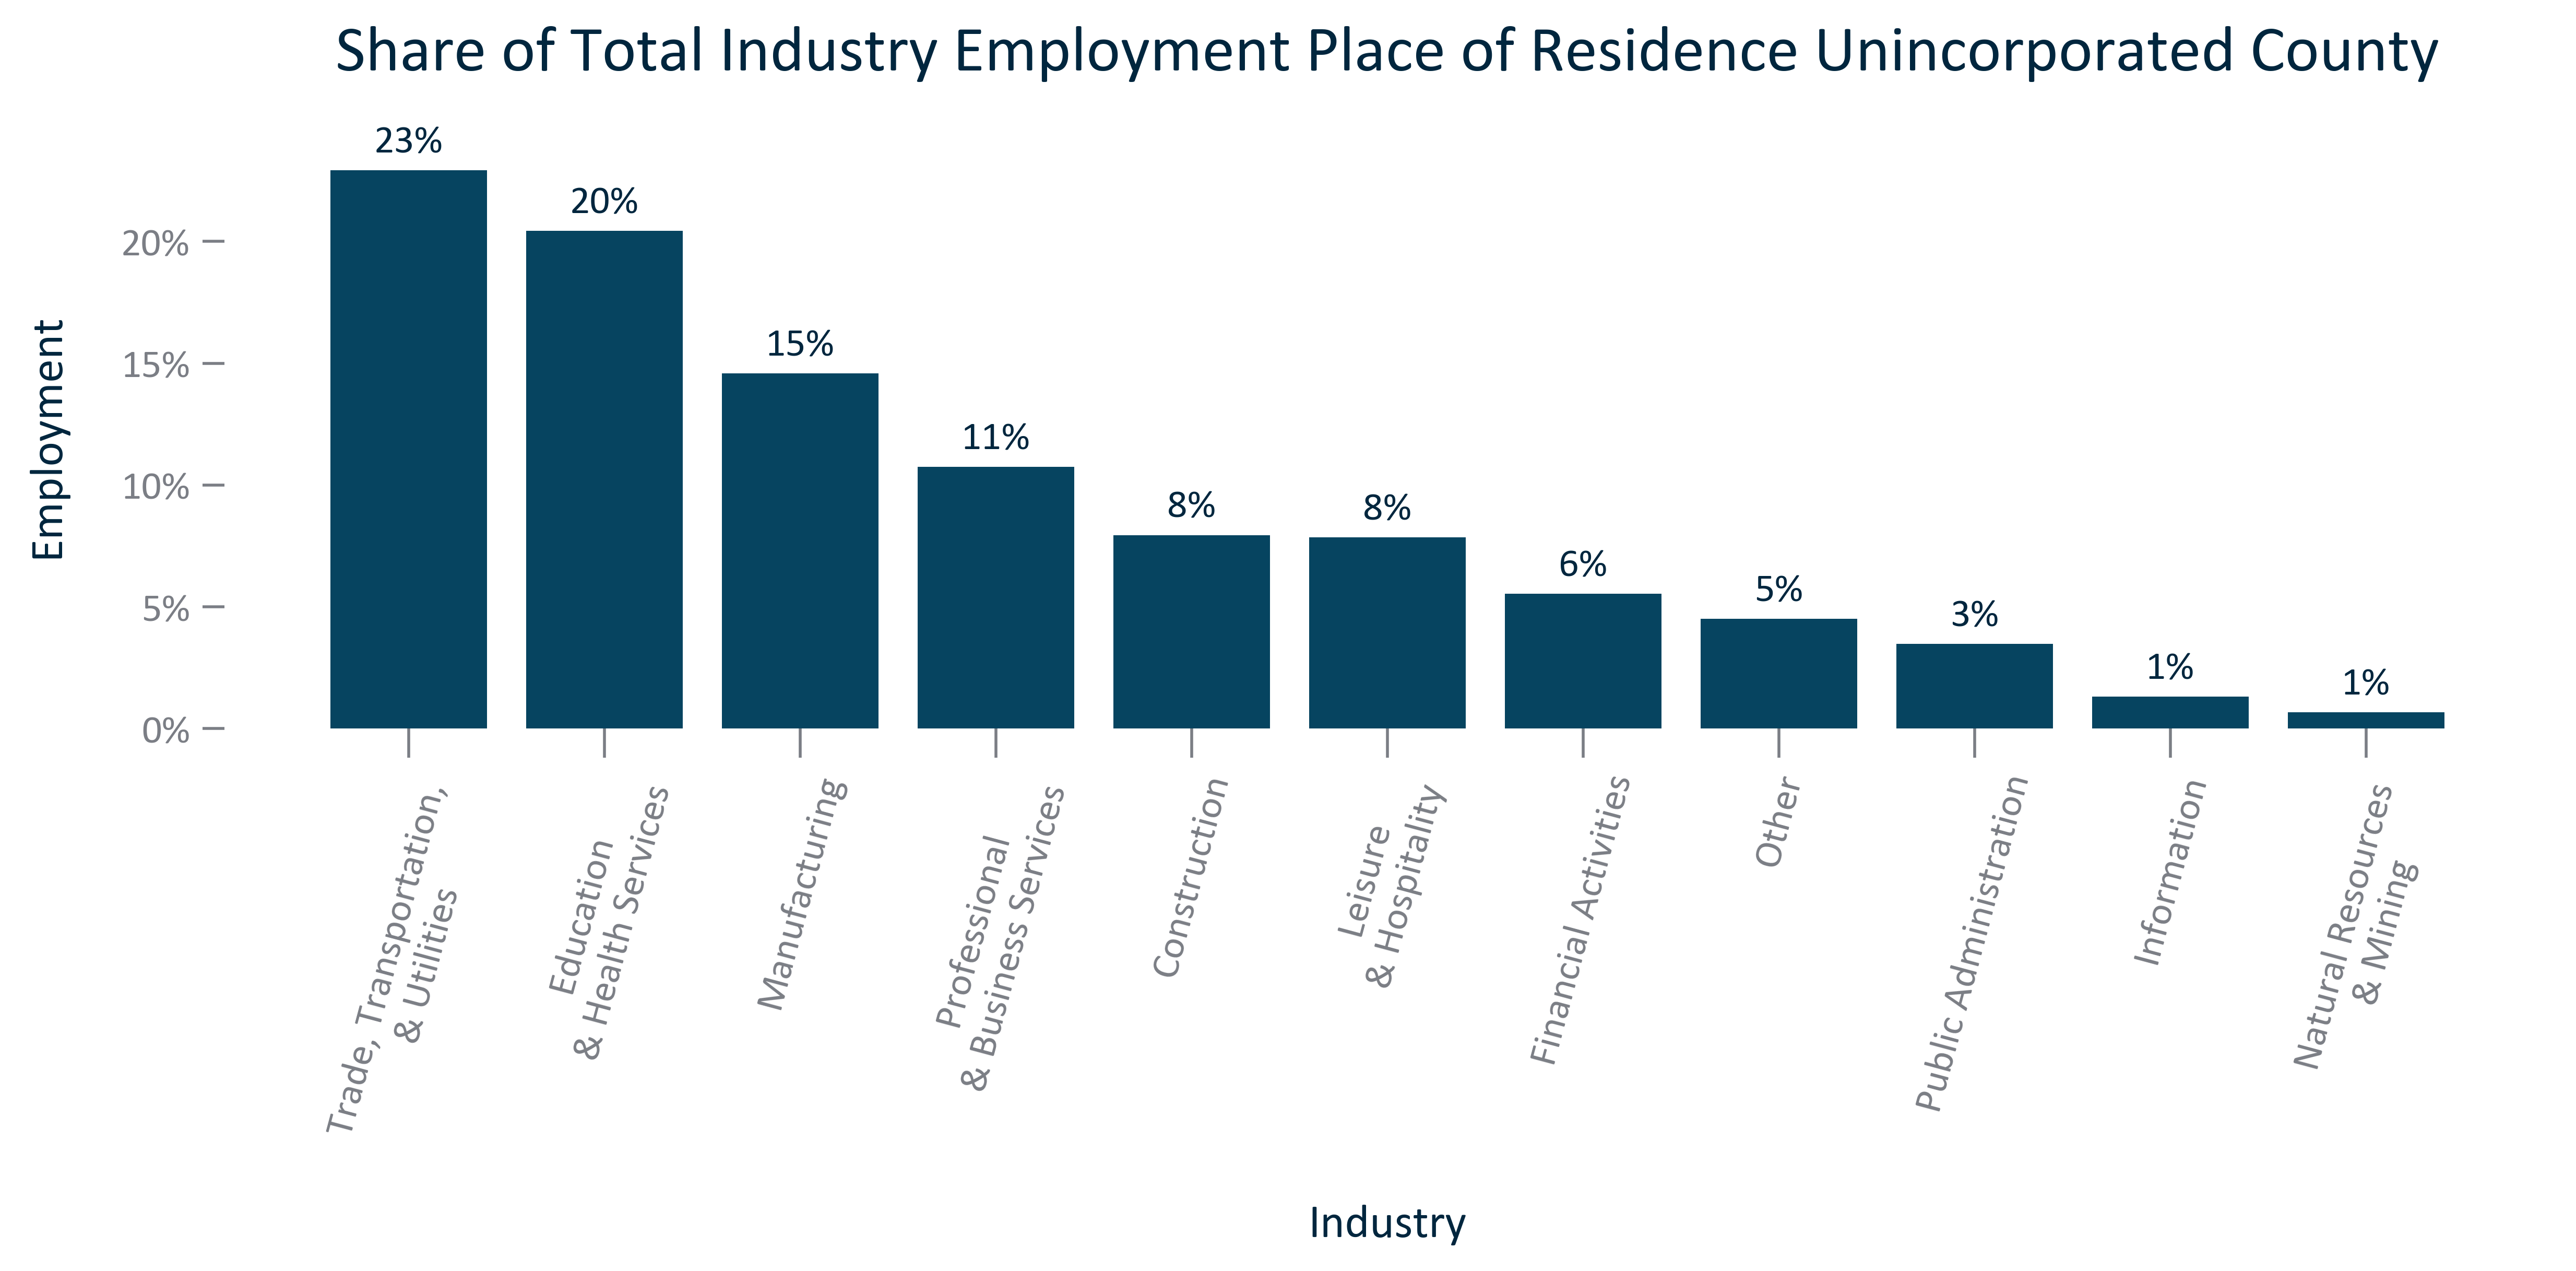 Share of Total Industry Employment Place of Residence Unincorporated County
23%
20%
15%
11%
8%
8%
6%
5%
3%
1%
1%
20%
15%
10%
5%
0%
Employment
Trade, Transportation,
& Utilities
Education
& Health Services
Manufacturing
Professional
& Business Services
Construction
Leisure
& Hospitality
Financial Activities
Other
Public Administration
Information
Natural Resources
& Mining
Industry